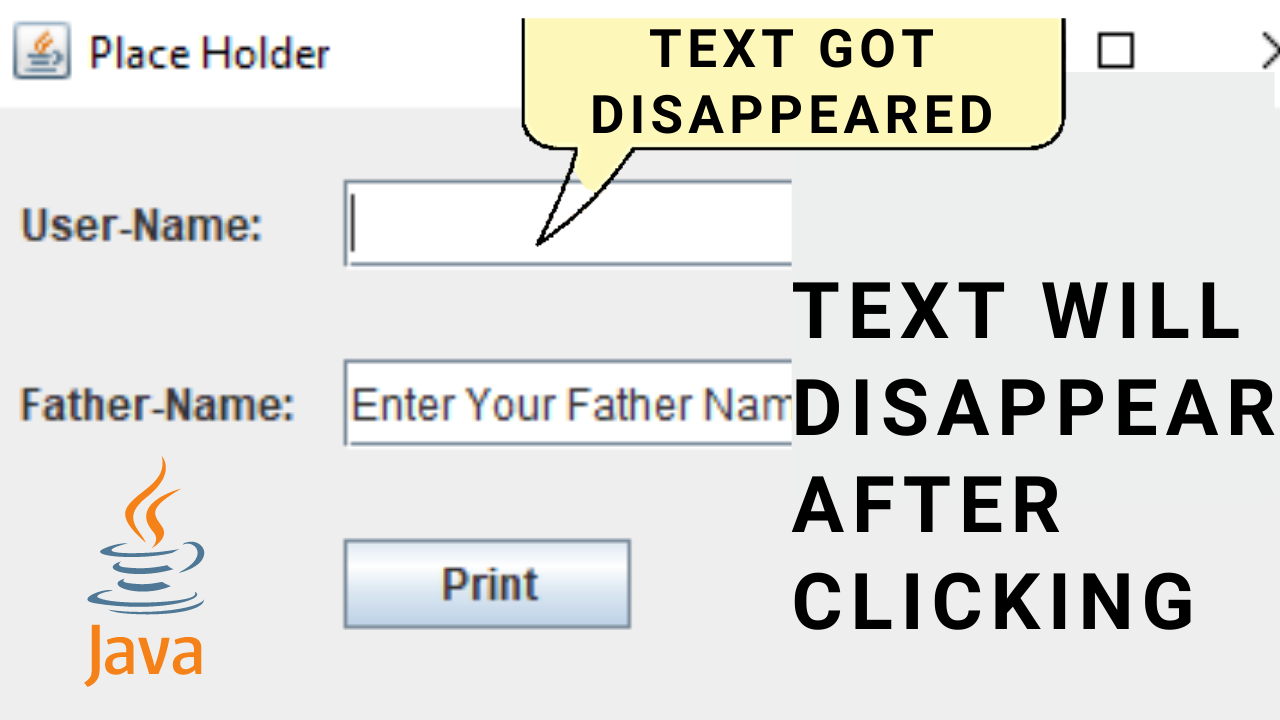 Place Holder
TEXT GOT
DISAPPEARED
User-Name:
Father-Name:
Enter Your Father Nam
TEXT WILL
DISAPPEAR
AFTER
CLICKING
Print
Java